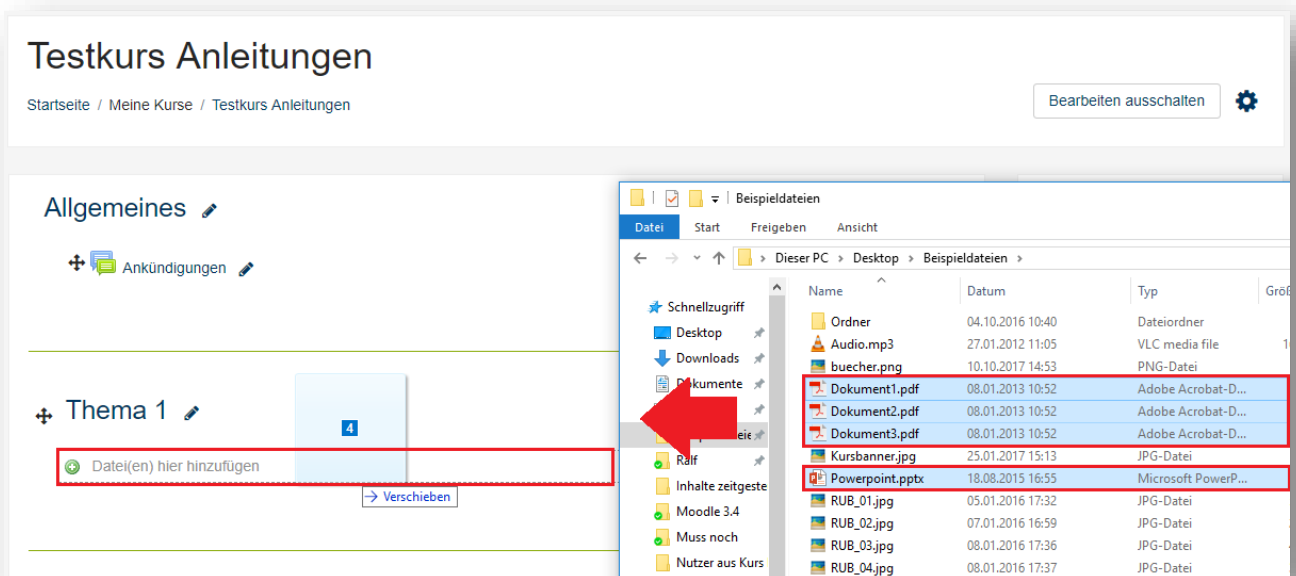 Testkurs Anleitungen
Startseite / Meine Kurse / Testkurs Anleitungen
Bearbeiten ausschalten
Allgemeines
Ankündigungen
Thema 1
4
Datei(en) hier hinzufügen
Verschieben
Beispieldateien
Datei Start Freigeben Ansicht
Dieser PC > Desktop > Beispieldateien >
Schnellzugriff
Desktop
Downloads
Dokumente
Ralf
Inhalte zeitgeste
Moodle 3.4
Muss noch
Nutzer aus Kurs
Name Datum Typ Größ
Ordner 04.10.2016 10:40 Dateiordner
Audio.mp3 27.01.2012 11:05 VLC media file
buecher.png 10.10.2017 14:53 PNG-Datei
Dokument1.pdf 08.01.2013 10:52 Adobe Acrobat-D...
Dokument2.pdf 08.01.2013 10:52 Adobe Acrobat-D...
Dokument3.pdf 08.01.2013 10:52 Adobe Acrobat-D...
Kursbanner.jpg 25.01.2017 15:13 JPG-Datei
Powerpoint.pptx 18.08.2015 16:55 Microsoft PowerP...
RUB_01.jpg 05.01.2016 17:32 JPG-Datei
RUB_02.jpg 07.01.2016 16:59 JPG-Datei
RUB_03.jpg 08.01.2016 17:36 JPG-Datei
RUB_04.jpg 08.01.2016 17:37 JPG-Datei